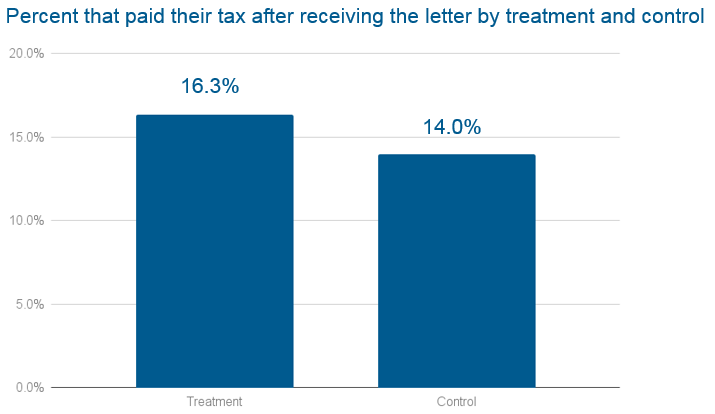 Percent that paid their tax after receiving the letter by treatment and control
20.0%
16.3%
15.0%
14.0%
10.0%
5.0%
0.0%
Treatment
Control